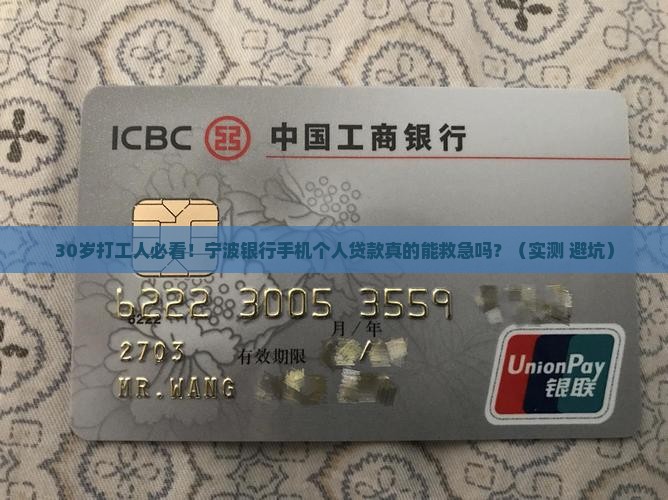 ICBC 中国工商银行
30岁打工人必看！宁波银行手机个人贷款真的能救急吗？（实测 避坑）
6222 3005 3559
6222
月/年
2703 有效期限 /
MR.WANG
UnionPay
银联